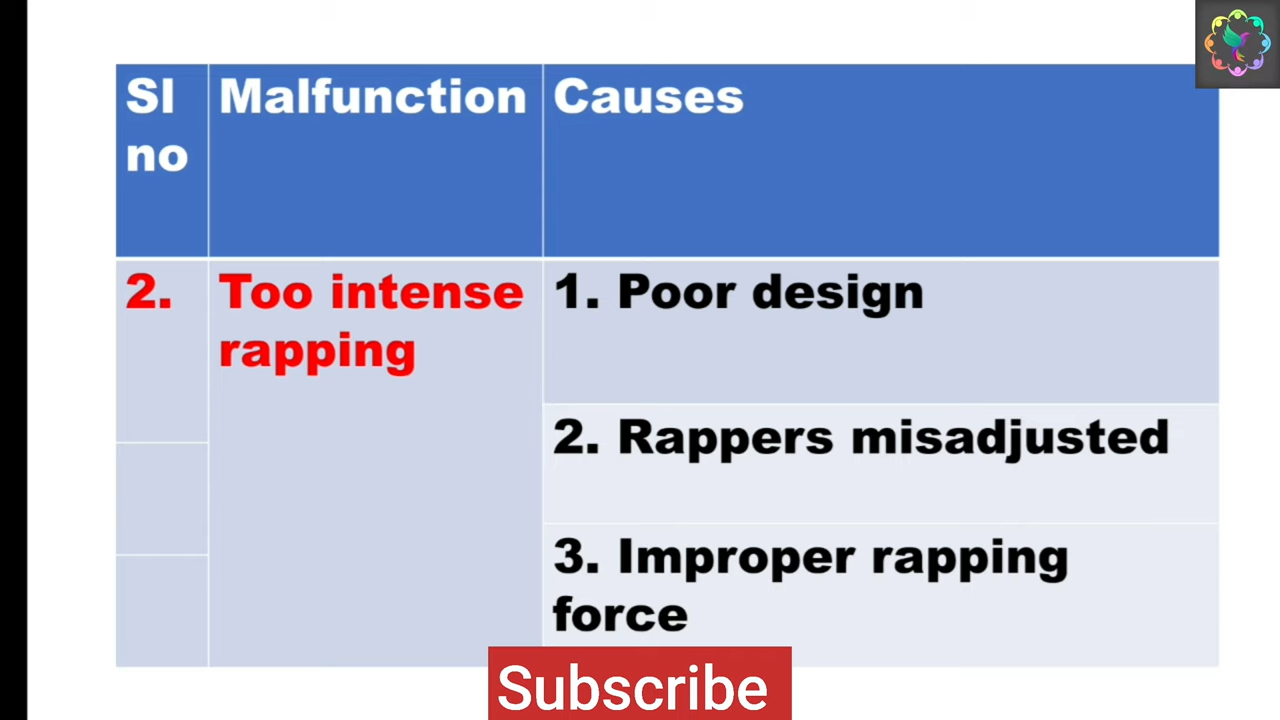 Sl
no
Malfunction
Causes
2.
Too intense
rapping
1. Poor design
2. Rappers misadjusted
3. Improper rapping
force
Subscribe